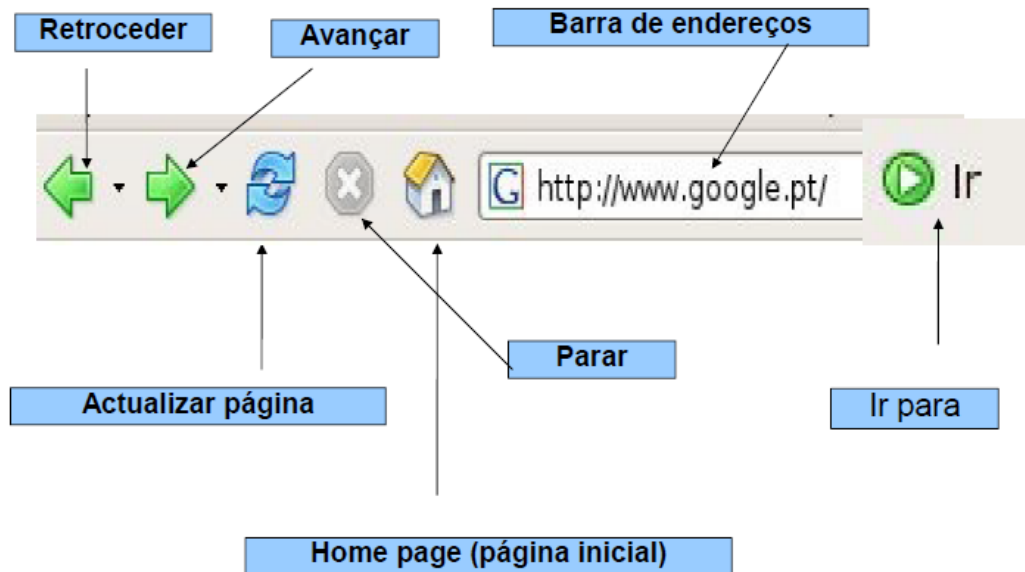 Retroceder
Avançar
Barra de endereços
G http://www.google.pt/
Ir
Parar
Actualizar página
Ir para
Home page (página inicial)